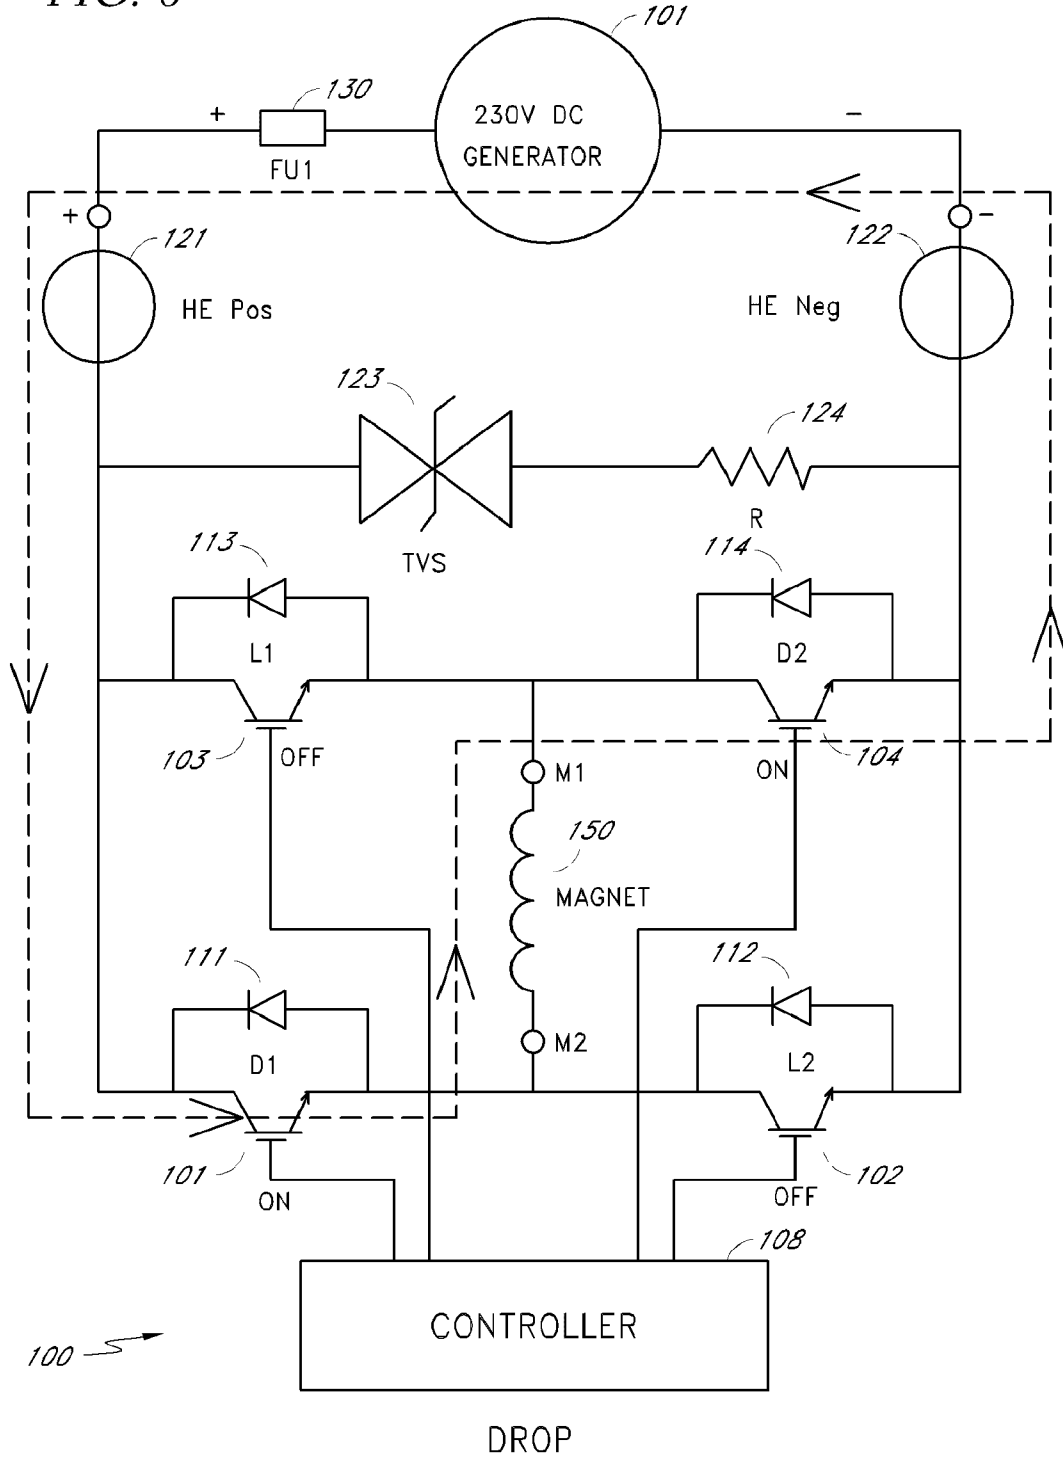 101
130
+
230V DC
GENERATOR
−
FU1
+
−
121
122
HE Pos
HE Neg
123
124
R
TVS
113
114
L1
D2
103
OFF
ON
104
M1
150
MAGNET
111
112
M2
D1
L2
101
ON
OFF
102
108
CONTROLLER
100
DROP